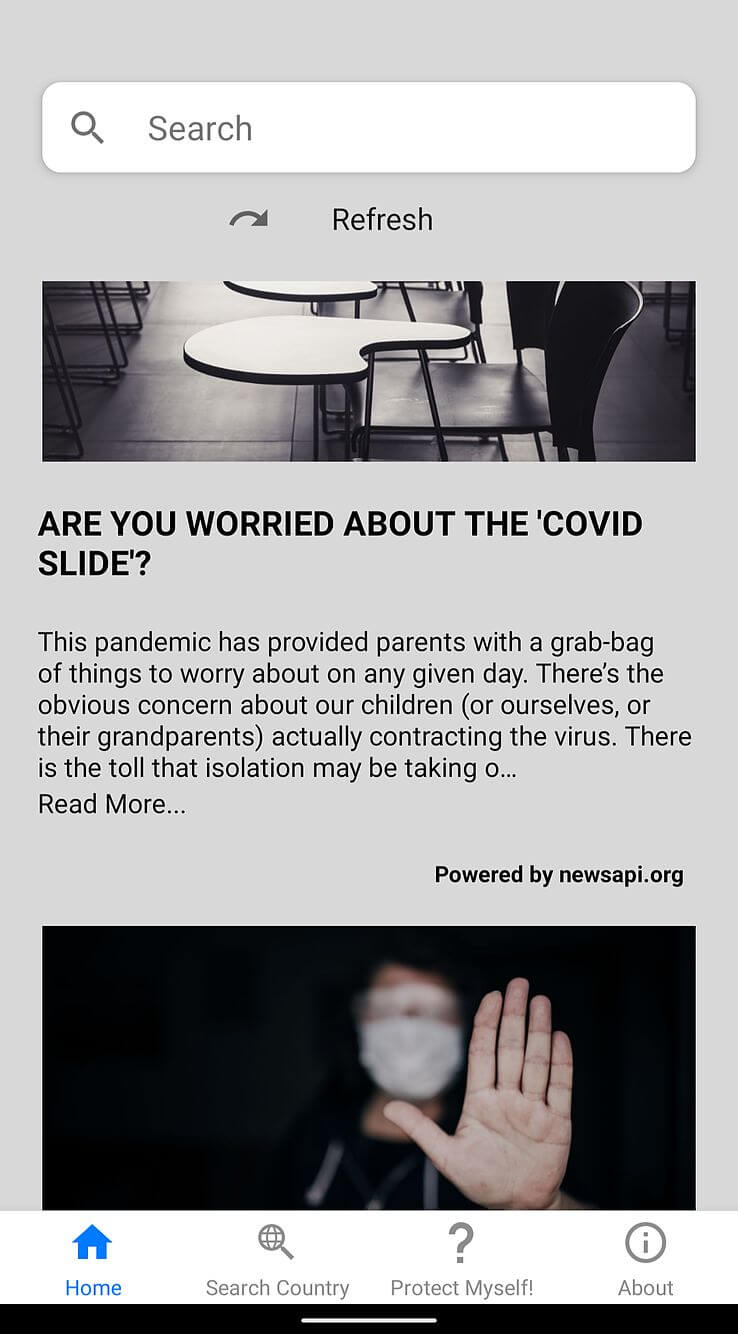 Search
Refresh
ARE YOU WORRIED ABOUT THE 'COVID
SLIDE'?
This pandemic has provided parents with a grab-bag
of things to worry about on any given day. There’s the
obvious concern about our children (or ourselves, or
their grandparents) actually contracting the virus. There
is the toll that isolation may be taking o…
Read More...
Powered by newsapi.org
Home
Search Country
Protect Myself!
About